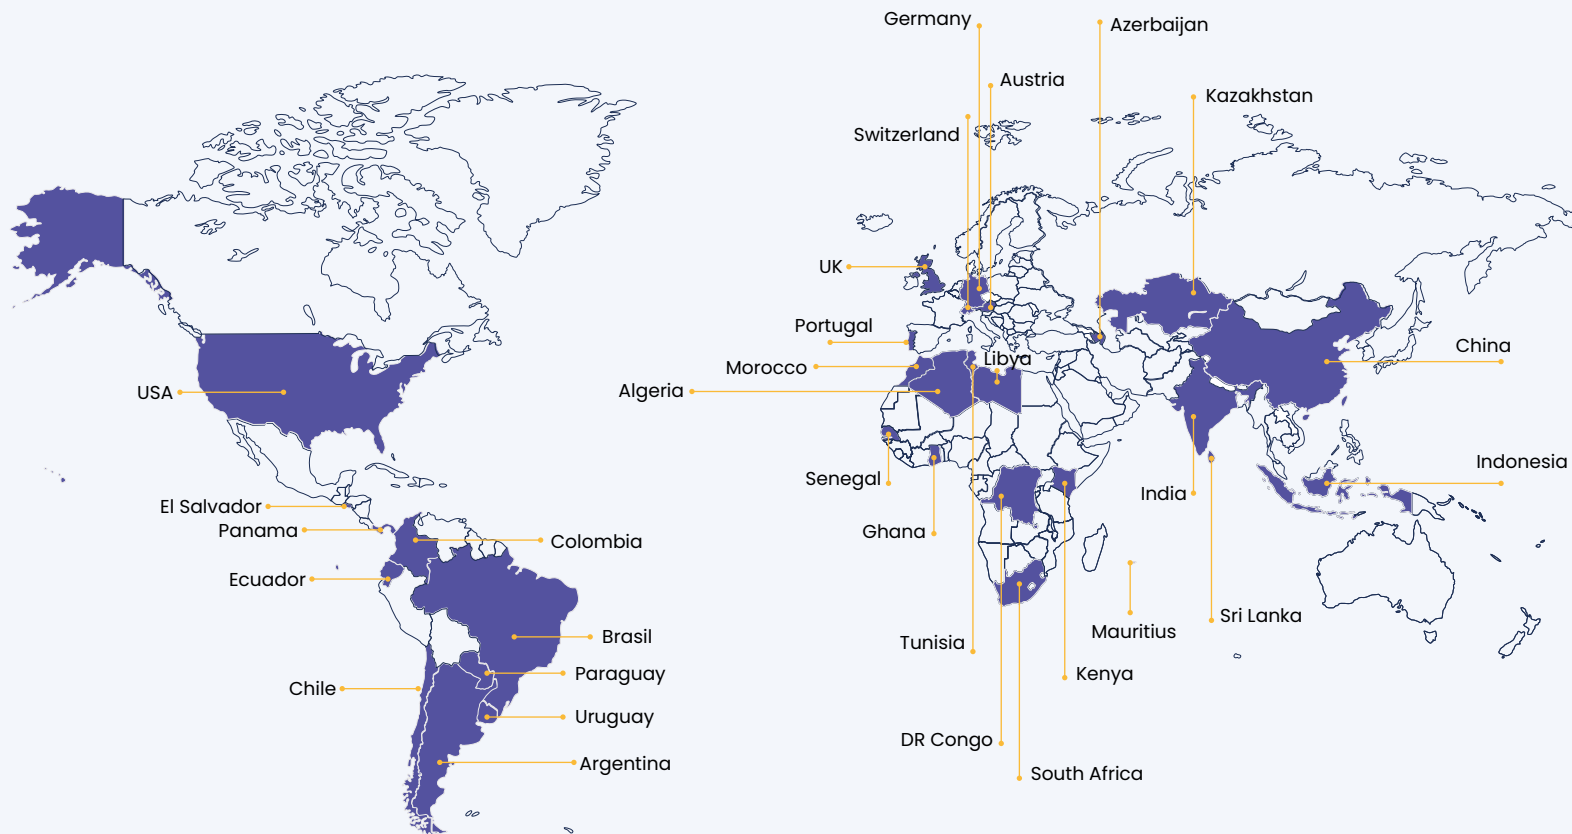 Germany
Azerbaijan
Austria
Kazakhstan
Switzerland
UK
Portugal
Libya
China
Morocco
Algeria
USA
Senegal
Indonesia
India
El Salvador
Panama
Ghana
Colombia
Ecuador
Sri Lanka
Mauritius
Brasil
Tunisia
Paraguay
Kenya
Chile
Uruguay
DR Congo
Argentina
South Africa